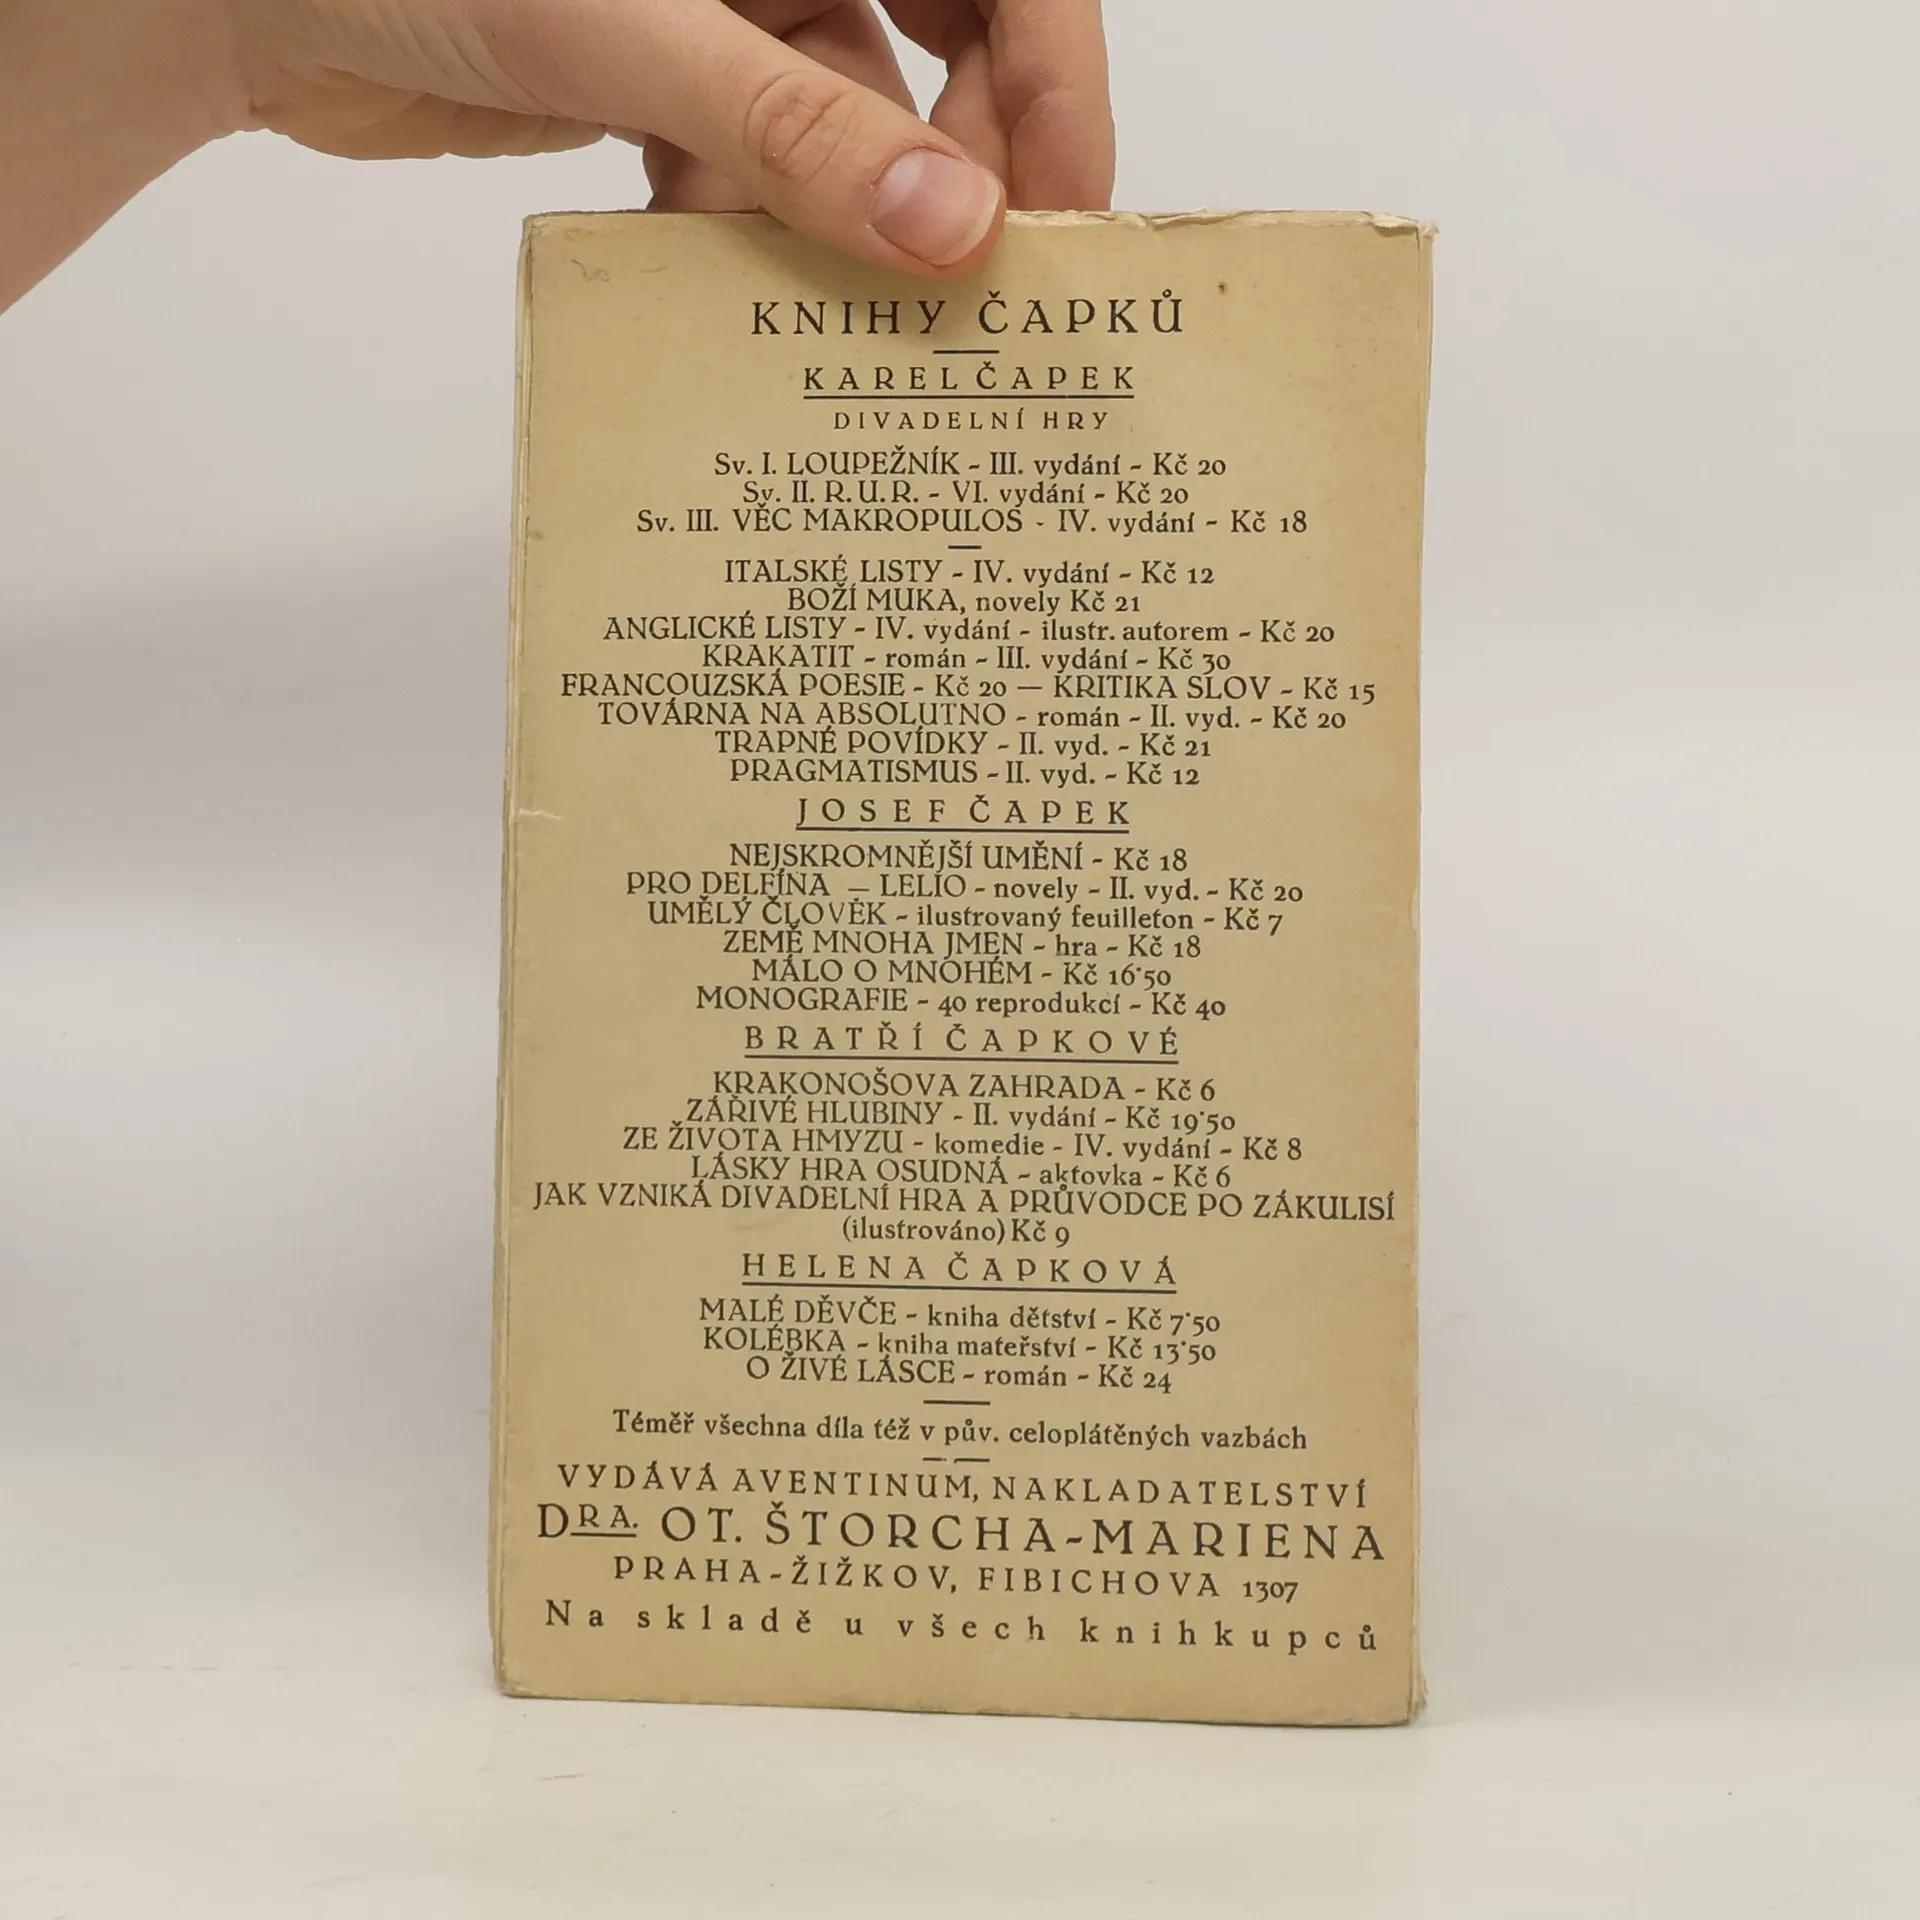 KNIHY ČAPKŮ
KAREL ČAPEK
DIVADELNÍ HRY
Sv. I. LOUPEŽNÍK - III. vydání - Kč 20
Sv. II. R. U. R. - VI. vydání - Kč 20
Sv. III. VĚC MAKROPULOS - IV. vydání - Kč 18
ITALSKÉ LISTY - IV. vydání - Kč 12
BOŽÍ MUKA, novely Kč 21
ANGLICKÉ LISTY - IV. vydání - ilustr. autorem - Kč 20
KRAKATIT - román - III. vydání - Kč 30
FRANCOUZSKÁ POESIE - Kč 20 — KRITIKA SLOV - Kč 15
TOVÁRNA NA ABSOLUTNO - román - II. vyd. - Kč 20
TRAPNÉ POVÍDKY - II. vyd. - Kč 21
PRAGMATISMUS - II. vyd. - Kč 12
JOSEF ČAPEK
NEJSKROMNĚJŠÍ UMĚNÍ - Kč 18
PRO DELFÍNA — LELIO - novely - II. vyd. - Kč 20
UMĚLÝ ČLOVĚK - ilustrovaný feuilleton - Kč 7
ZEMĚ MNOHA JMEN - hra - Kč 18
MÁLO O MNOHÉM - Kč 16·50
MONOGRAFIE - 40 reprodukcí - Kč 40
BRATŘÍ ČAPKOVÉ
KRAKONOŠOVA ZAHRADA - Kč 6
ZÁŘIVÉ HLUBINY - II. vydání - Kč 19·50
ZE ŽIVOTA HMYZU - komedie - IV. vydání - Kč 8
LÁSKY HRA OSUDNÁ - aktovka - Kč 6
JAK VZNIKÁ DIVADELNÍ HRA A PRŮVODCE PO ZÁKULISÍ
(ilustrováno) Kč 9
HELENA ČAPKOVÁ
MALÉ DĚVČE - kniha dětství - Kč 7·50
KOLÉBKA - kniha mateřství - Kč 13·50
O ŽIVÉ LÁSCE - román - Kč 24
Téměř všechna díla též v pův. celoplátěných vazbách
VYDÁVÁ AVENTINUM, NAKLADATELSTVÍ
DRA. OT. ŠTORCHA-MARIENA
PRAHA-ŽIŽKOV, FIBICHOVA 1307
Na skladě u všech knihkupců